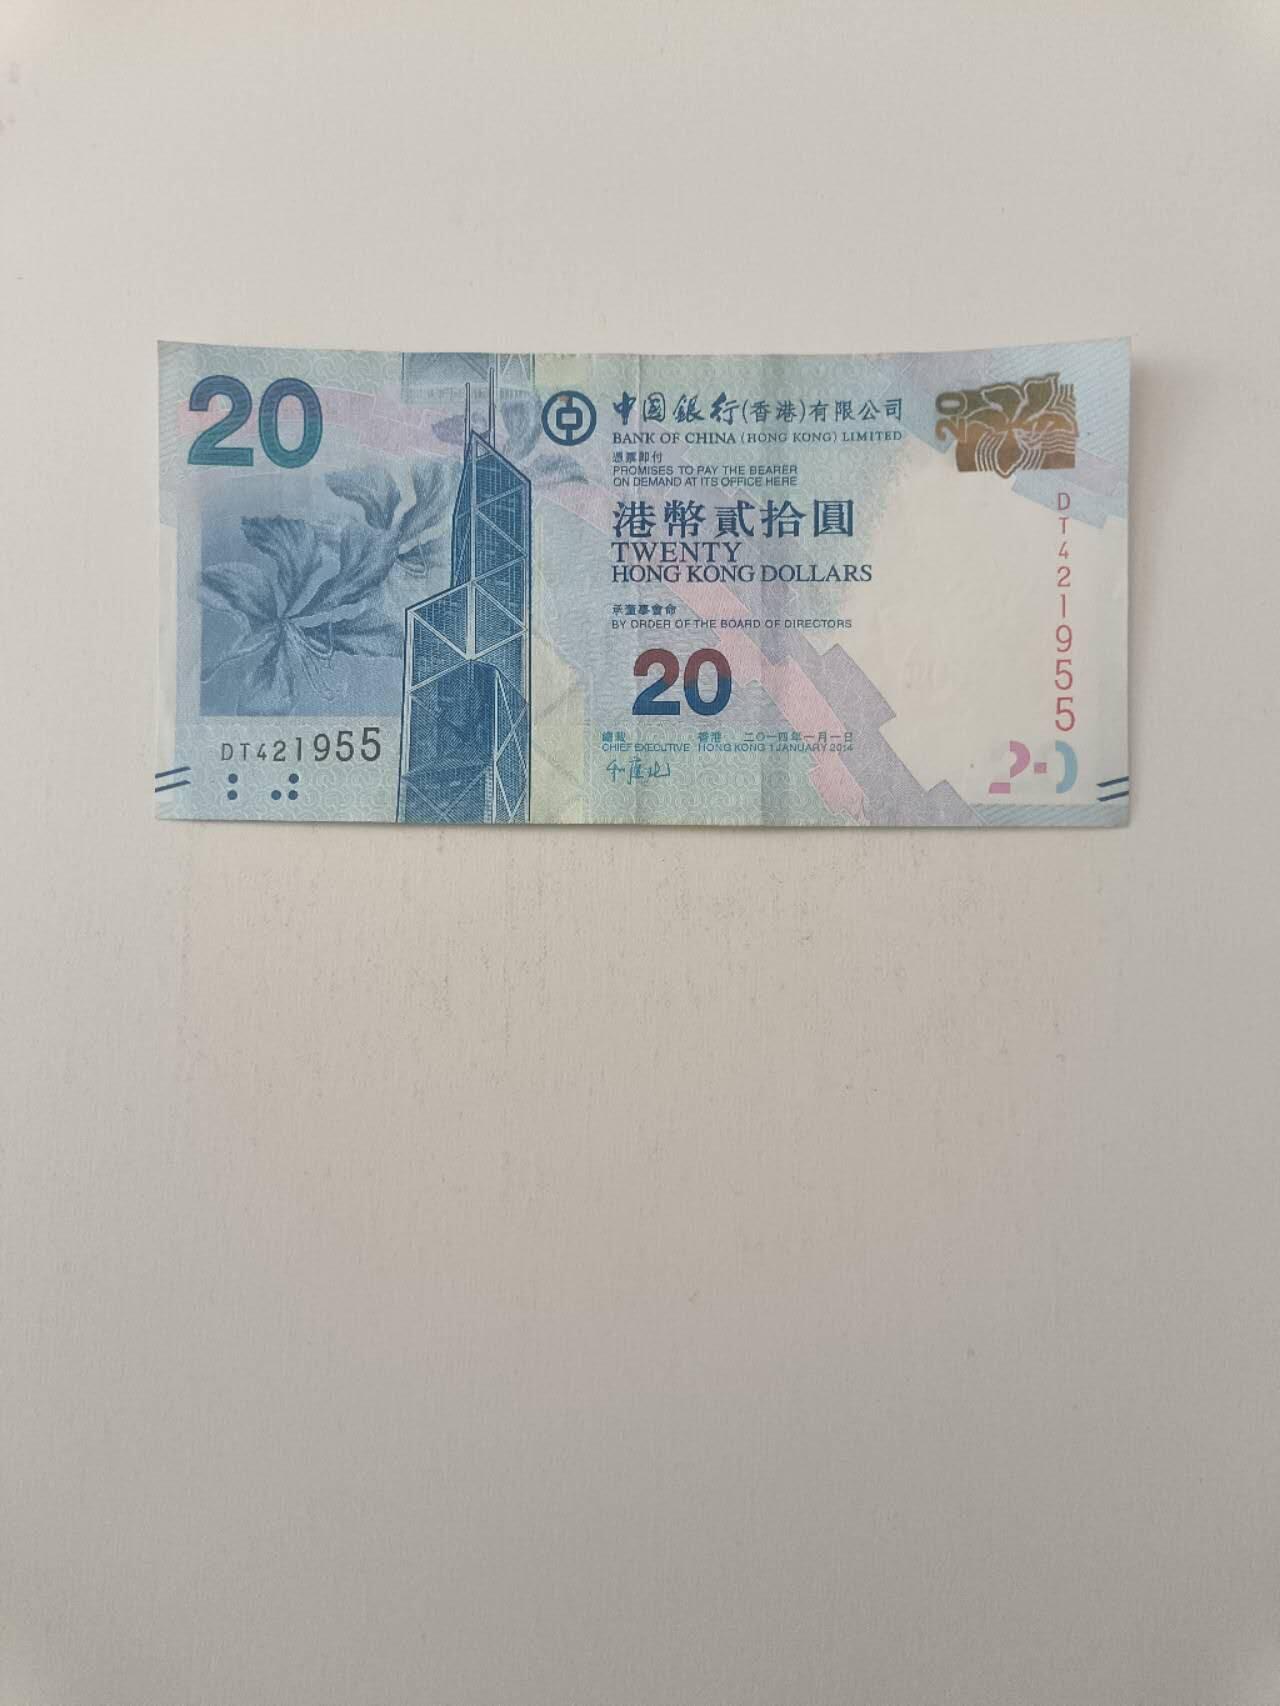 20
中国銀行(香港)有限公司
BANK OF CHINA (HONG KONG) LIMITED
憑票即付
PROMISES TO PAY THE BEARER
ON DEMAND AT ITS OFFICE HERE
港幣貳拾圓
TWENTY
HONG KONG DOLLARS
承董事會命
BY ORDER OF THE BOARD OF DIRECTORS
20
總裁 香港 二〇一四年一月一日
CHIEF EXECUTIVE HONG KONG 1 JANUARY 2014
DT421955
20
DT421955
20